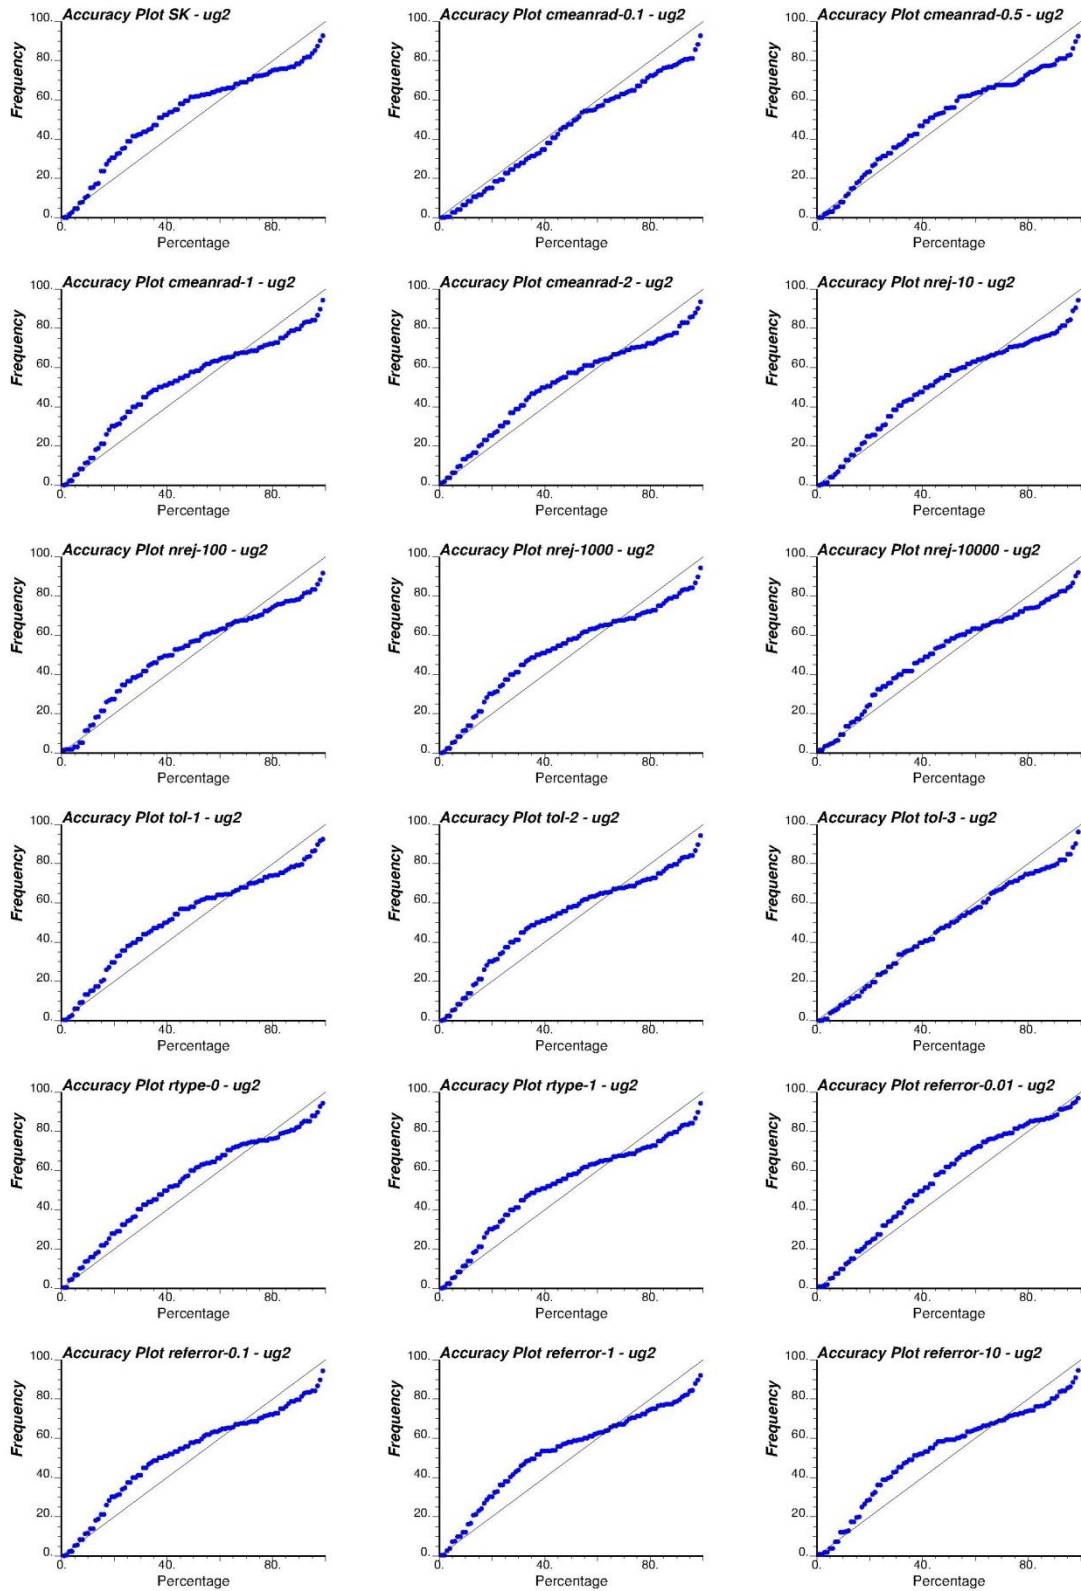 Accuracy Plot SK - ug2
Accuracy Plot cmeanrad-0.1 - ug2
Accuracy Plot cmeanrad-0.5 - ug2
100. 100. 100.
80. 80. 80.
60. 60. 60.
40. 40. 40.
20. 20. 20.
0. 0. 0.
Frequency Frequency Frequency
0. 40. 80. 0. 40. 80. 0. 40. 80.
Percentage Percentage Percentage
Accuracy Plot cmeanrad-1 - ug2
Accuracy Plot cmeanrad-2 - ug2
Accuracy Plot nrej-10 - ug2
100. 100. 100.
80. 80. 80.
60. 60. 60.
40. 40. 40.
20. 20. 20.
0. 0. 0.
Frequency Frequency Frequency
0. 40. 80. 0. 40. 80. 0. 40. 80.
Percentage Percentage Percentage
Accuracy Plot nrej-100 - ug2
Accuracy Plot nrej-1000 - ug2
Accuracy Plot nrej-10000 - ug2
100. 100. 100.
80. 80. 80.
60. 60. 60.
40. 40. 40.
20. 20. 20.
0. 0. 0.
Frequency Frequency Frequency
0. 40. 80. 0. 40. 80. 0. 40. 80.
Percentage Percentage Percentage
Accuracy Plot tol-1 - ug2
Accuracy Plot tol-2 - ug2
Accuracy Plot tol-3 - ug2
100. 100. 100.
80. 80. 80.
60. 60. 60.
40. 40. 40.
20. 20. 20.
0. 0. 0.
Frequency Frequency Frequency
0. 40. 80. 0. 40. 80. 0. 40. 80.
Percentage Percentage Percentage
Accuracy Plot rtype-0 - ug2
Accuracy Plot rtype-1 - ug2
Accuracy Plot referror-0.01 - ug2
100. 100. 100.
80. 80. 80.
60. 60. 60.
40. 40. 40.
20. 20. 20.
0. 0. 0.
Frequency Frequency Frequency
0. 40. 80. 0. 40. 80. 0. 40. 80.
Percentage Percentage Percentage
Accuracy Plot referror-0.1 - ug2
Accuracy Plot referror-1 - ug2
Accuracy Plot referror-10 - ug2
100. 100. 100.
80. 80. 80.
60. 60. 60.
40. 40. 40.
20. 20. 20.
0. 0. 0.
Frequency Frequency Frequency
0. 40. 80. 0. 40. 80. 0. 40. 80.
Percentage Percentage Percentage